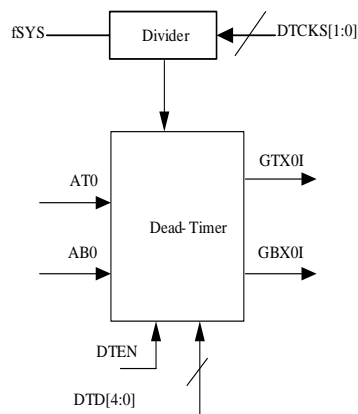 fSYS
Divider
DTCKS[1:0]
AT0
GTX0I
Dead-Timer
AB0
GBX0I
DTEN
DTD[4:0]